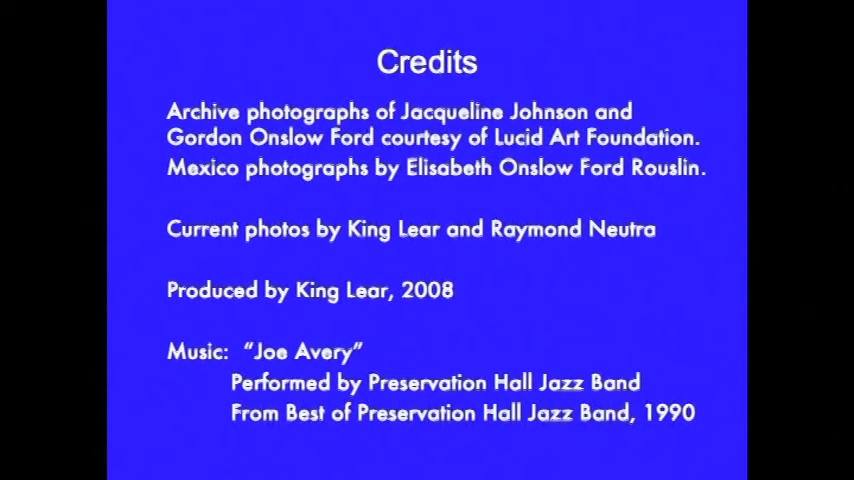 Credits
Archive photographs of Jacqueline Johnson and
Gordon Onslow Ford courtesy of Lucid Art Foundation.
Mexico photographs by Elisabeth Onslow Ford Rouslin.
Current photos by King Lear and Raymond Neutra
Produced by King Lear, 2008
Music: “Joe Avery”
Performed by Preservation Hall Jazz Band
From Best of Preservation Hall Jazz Band, 1990